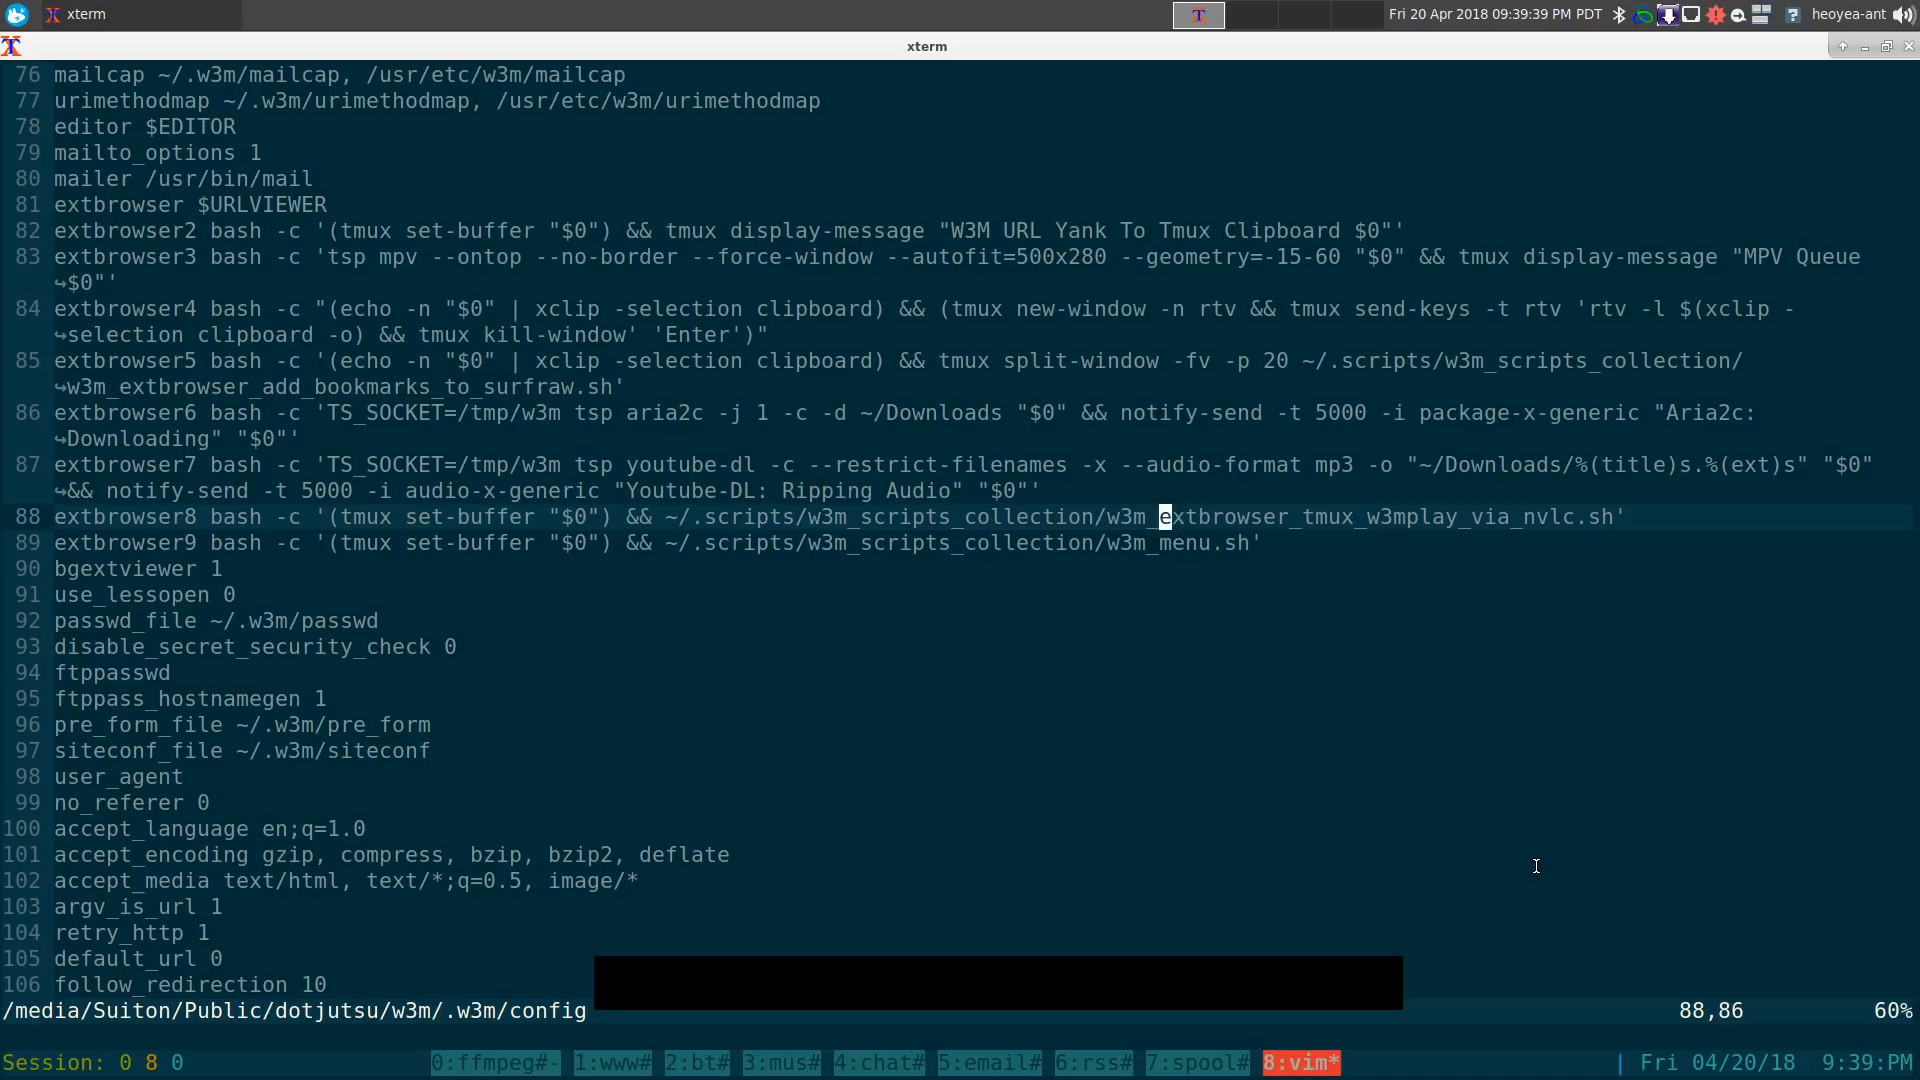 xterm
Fri 20 Apr 2018 09:39:39 PM PDT
heoyea-ant
xterm
76 mailcap ~/.w3m/mailcap, /usr/etc/w3m/mailcap
77 urimethodmap ~/.w3m/urimethodmap, /usr/etc/w3m/urimethodmap
78 editor $EDITOR
79 mailto_options 1
80 mailer /usr/bin/mail
81 extbrowser $URLVIEWER
82 extbrowser2 bash -c '(tmux set-buffer "$0") && tmux display-message "W3M URL Yank To Tmux Clipboard $0"'
83 extbrowser3 bash -c 'tsp mpv --ontop --no-border --force-window --autofit=500x280 --geometry=-15-60 "$0" && tmux display-message "MPV Queue
↪$0"'
84 extbrowser4 bash -c "(echo -n "$0" | xclip -selection clipboard) && (tmux new-window -n rtv && tmux send-keys -t rtv 'rtv -l $(xclip -
↪selection clipboard -o) && tmux kill-window' 'Enter')"
85 extbrowser5 bash -c '(echo -n "$0" | xclip -selection clipboard) && tmux split-window -fv -p 20 ~/.scripts/w3m_scripts_collection/
↪w3m_extbrowser_add_bookmarks_to_surfraw.sh'
86 extbrowser6 bash -c 'TS_SOCKET=/tmp/w3m tsp aria2c -j 1 -c -d ~/Downloads "$0" && notify-send -t 5000 -i package-x-generic "Aria2c:
↪Downloading" "$0"'
87 extbrowser7 bash -c 'TS_SOCKET=/tmp/w3m tsp youtube-dl -c --restrict-filenames -x --audio-format mp3 -o "~/Downloads/%(title)s.%(ext)s" "$0"
↪&& notify-send -t 5000 -i audio-x-generic "Youtube-DL: Ripping Audio" "$0"'
88 extbrowser8 bash -c '(tmux set-buffer "$0") && ~/.scripts/w3m_scripts_collection/w3m_extbrowser_tmux_w3mplay_via_nvlc.sh'
89 extbrowser9 bash -c '(tmux set-buffer "$0") && ~/.scripts/w3m_scripts_collection/w3m_menu.sh'
90 bgextviewer 1
91 use_lessopen 0
92 passwd_file ~/.w3m/passwd
93 disable_secret_security_check 0
94 ftppasswd
95 ftppass_hostnamegen 1
96 pre_form_file ~/.w3m/pre_form
97 siteconf_file ~/.w3m/siteconf
98 user_agent
99 no_referer 0
100 accept_language en;q=1.0
101 accept_encoding gzip, compress, bzip, bzip2, deflate
102 accept_media text/html, text/*;q=0.5, image/*
103 argv_is_url 1
104 retry_http 1
105 default_url 0
106 follow_redirection 10
/media/Suiton/Public/dotjutsu/w3m/.w3m/config 88,86 60%
Session: 0 8 0 0:ffmpeg#- 1:www# 2:bt# 3:mus# 4:chat# 5:email# 6:rss# 7:spool# 8:vim* | Fri 04/20/18 9:39:PM